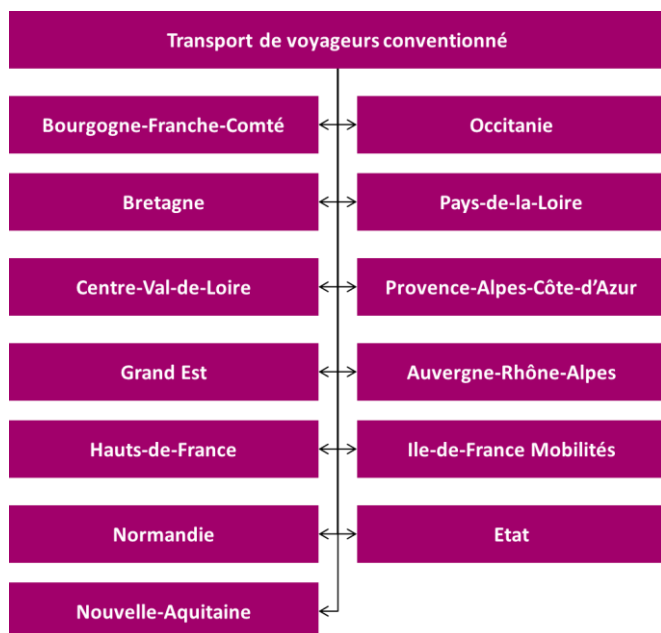 Transport de voyageurs conventionné
Bourgogne-Franche-Comté
Occitanie
Bretagne
Pays-de-la-Loire
Centre-Val-de-Loire
Provence-Alpes-Côte-d’Azur
Grand Est
Auvergne-Rhône-Alpes
Hauts-de-France
Ile-de-France Mobilités
Normandie
Etat
Nouvelle-Aquitaine